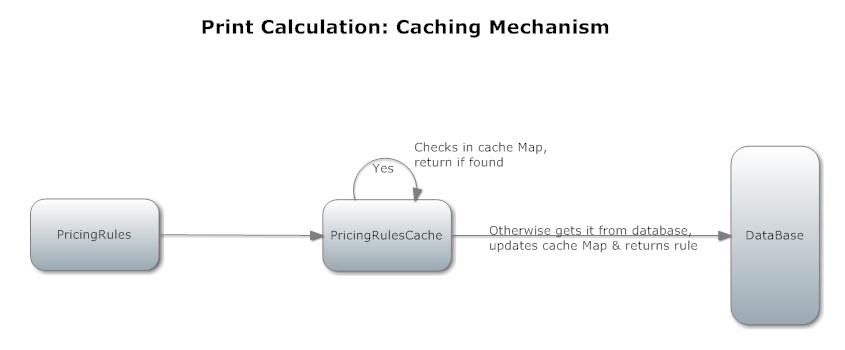 Print Calculation: Caching Mechanism
Checks in cache Map,
return if found
Yes
PricingRules
PricingRulesCache
Otherwise gets it from database,
updates cache Map & returns rule
DataBase